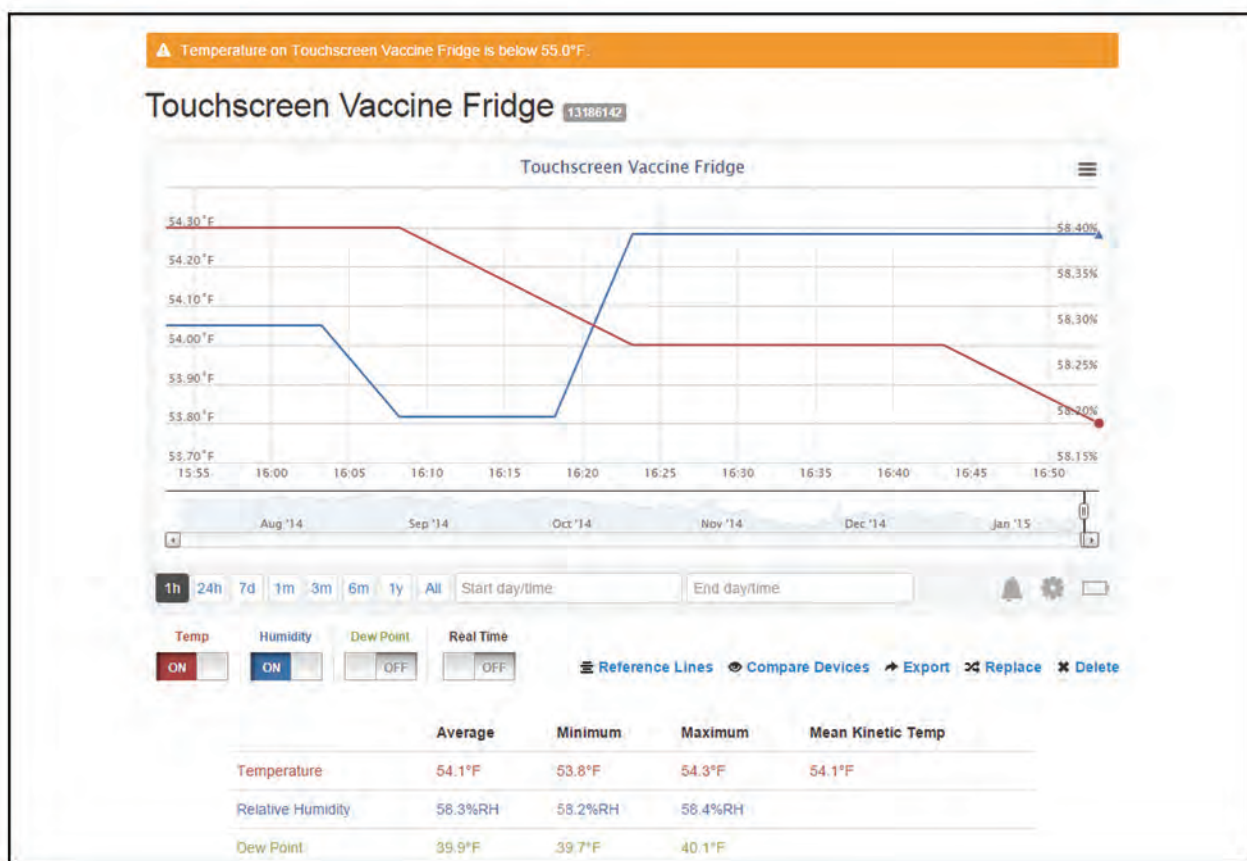 Temperature on Touchscreen Vaccine Fridge is below 55.0°F.
Touchscreen Vaccine Fridge 13186142
Touchscreen Vaccine Fridge
54.30°F
58.40%
54.20°F
58.35%
54.10°F
58.30%
54.00°F
58.25%
53.90°F
53.80°F
58.20%
53.70°F
58.15%
15:55 16:00 16:05 16:10 16:15 16:20 16:25 16:30 16:35 16:40 16:45 16:50
Aug '14 Sep '14 Oct '14 Nov '14 Dec '14 Jan '15
1h 24h 7d 1m 3m 6m 1y All Start day/time End day/time
Temp Humidity Dew Point Real Time
ON ON OFF OFF Reference Lines Compare Devices Export Replace Delete
Average Minimum Maximum Mean Kinetic Temp
Temperature 54.1°F 53.8°F 54.3°F 54.1°F
Relative Humidity 58.3%RH 58.2%RH 58.4%RH
Dew Point 39.9°F 39.7°F 40.1°F